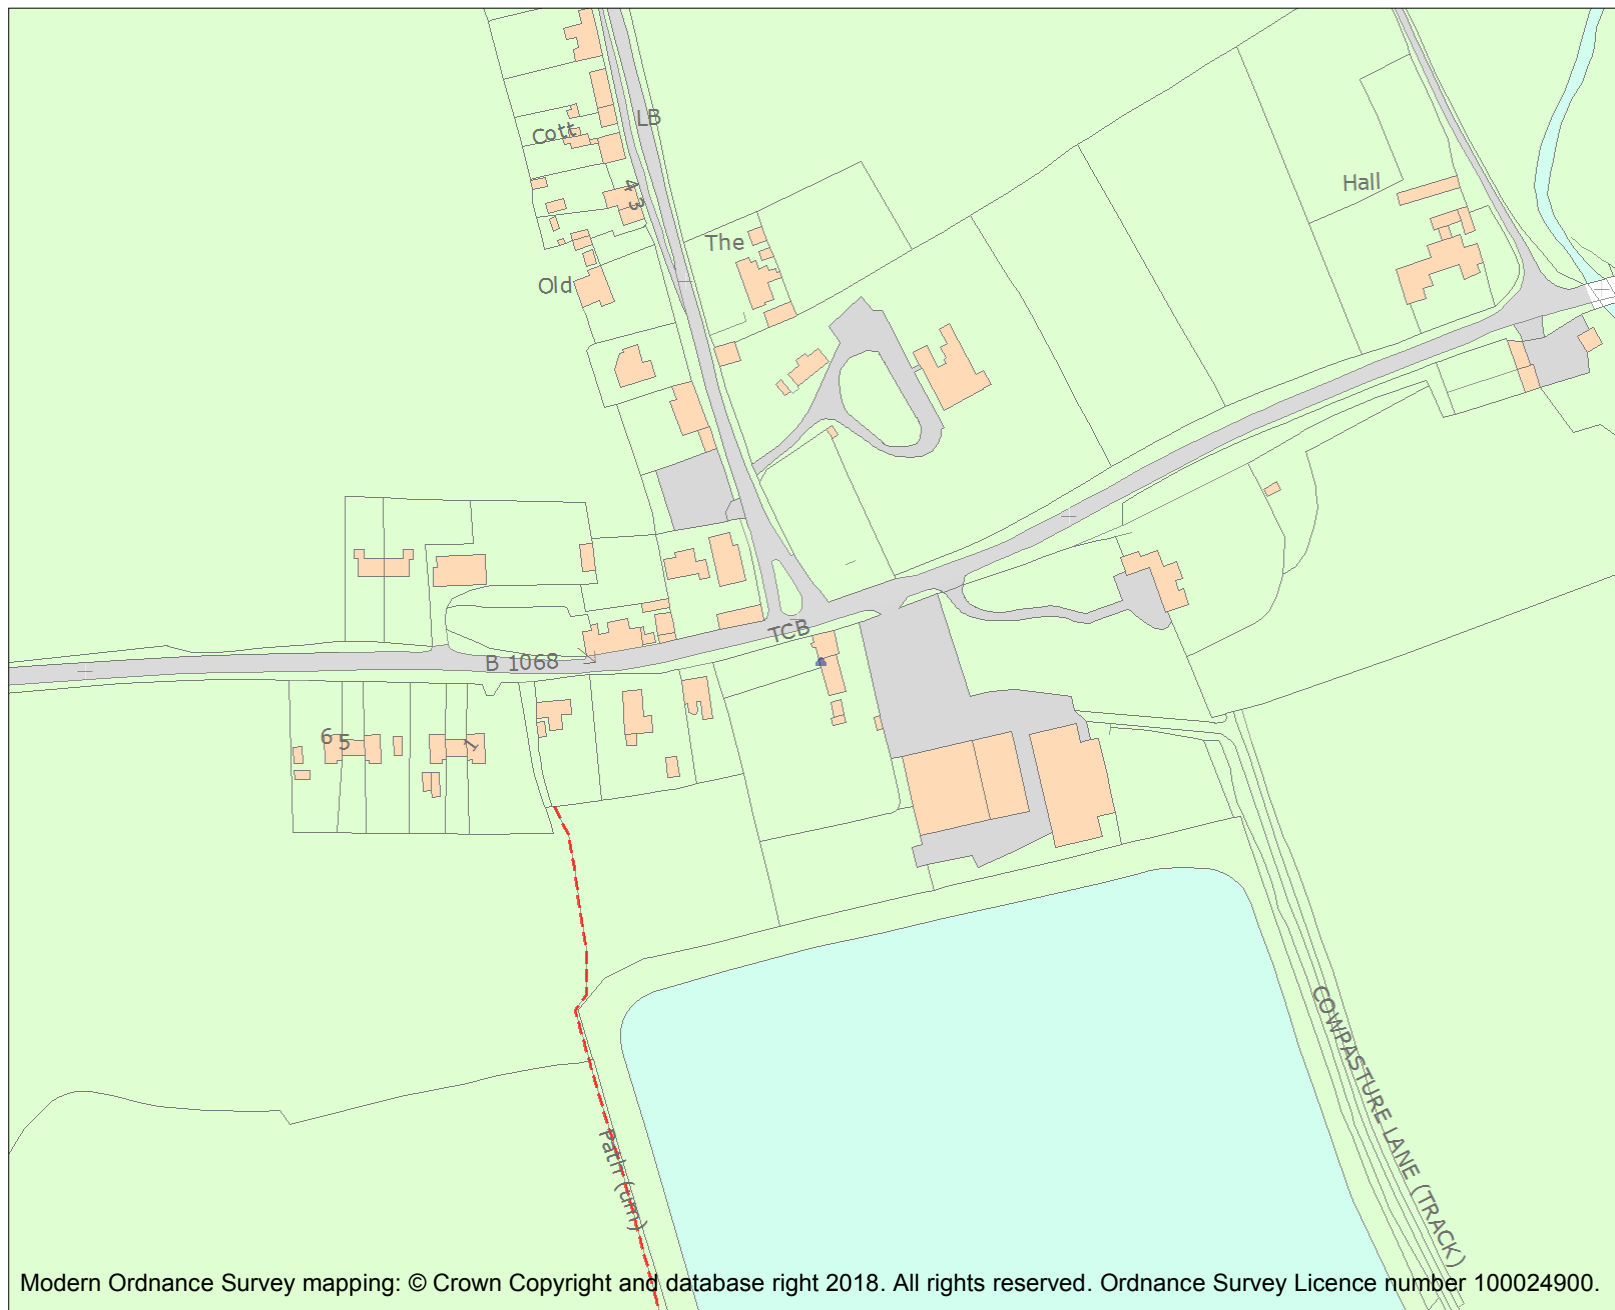 LB
Cott
4
3
Hall
The
Old
TCB
B 1068
6
5
1
COWPASTURE LANE (TRACK)
Path (um)
Modern Ordnance Survey mapping: © Crown Copyright and database right 2018. All rights reserved. Ordnance Survey Licence number 100024900.